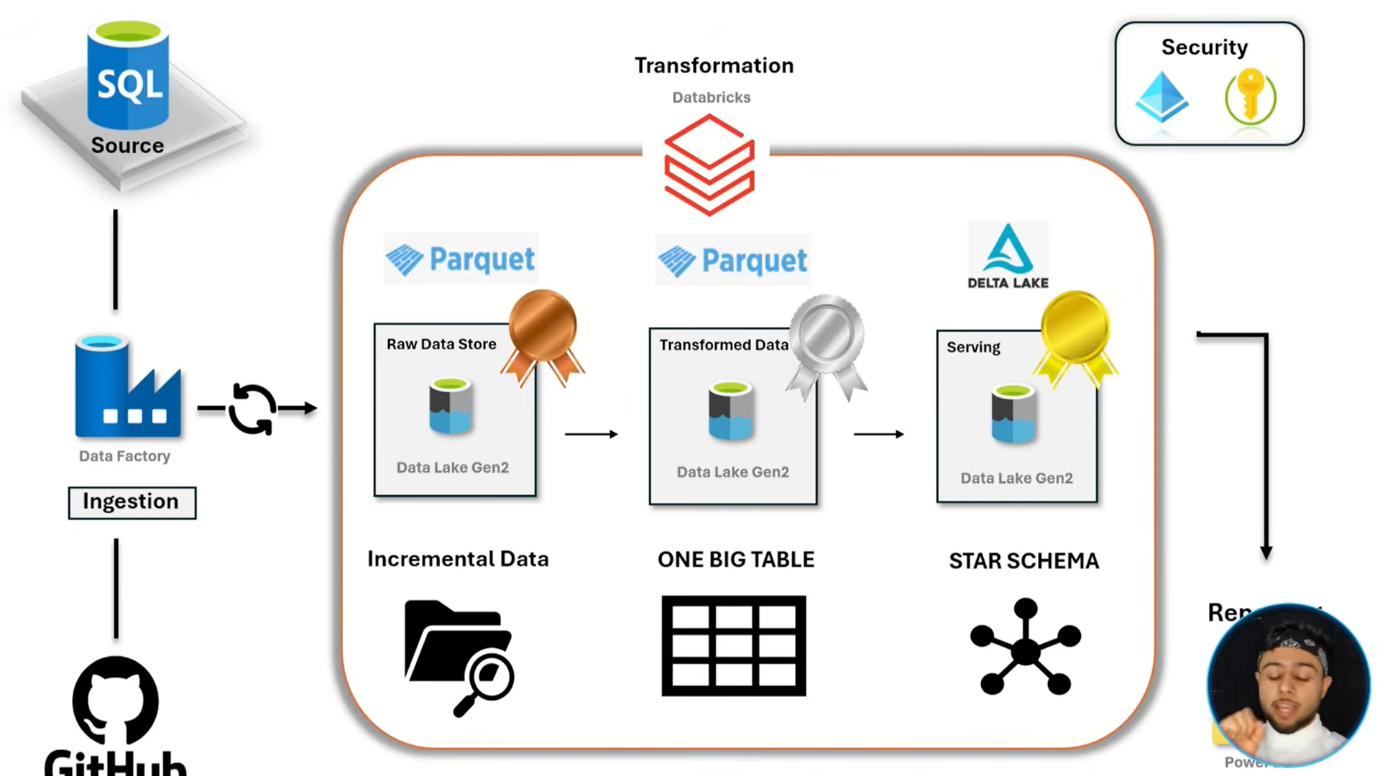 SQL
Source
Data Factory
Ingestion
GitHub
Transformation
Databricks
Parquet
Raw Data Store
Data Lake Gen2
Incremental Data
Parquet
Transformed Data
Data Lake Gen2
ONE BIG TABLE
DELTA LAKE
Serving
Data Lake Gen2
STAR SCHEMA
Security